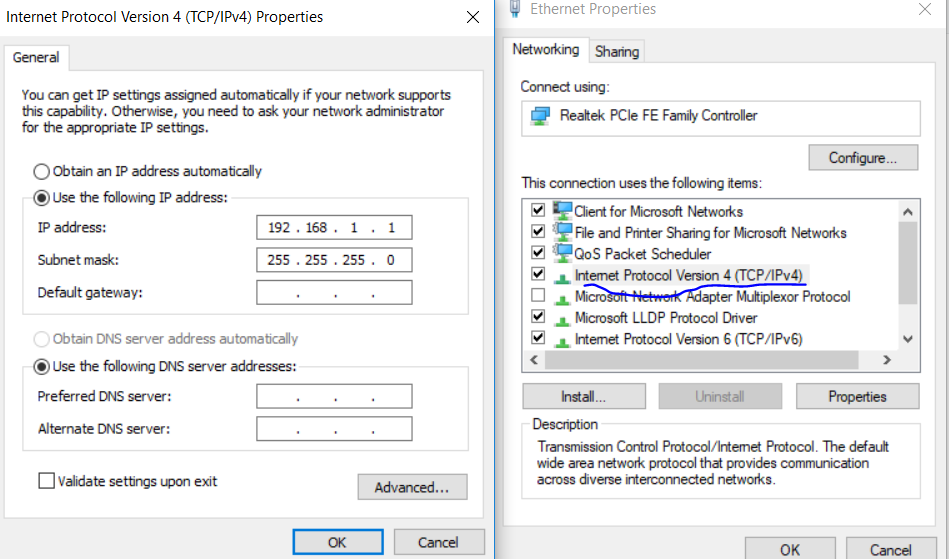 Internet Protocol Version 4 (TCP/IPv4) Properties
General
You can get IP settings assigned automatically if your network supports
this capability. Otherwise, you need to ask your network administrator
for the appropriate IP settings.
Obtain an IP address automatically
Use the following IP address:
IP address:
192 . 168 . 1 . 1
Subnet mask:
255 . 255 . 255 . 0
Default gateway:
. . .
Obtain DNS server address automatically
Use the following DNS server addresses:
Preferred DNS server:
. . .
Alternate DNS server:
. . .
Validate settings upon exit
Advanced...
OK
Cancel
Ethernet Properties
Networking
Sharing
Connect using:
Realtek PCIe FE Family Controller
Configure...
This connection uses the following items:
Client for Microsoft Networks
File and Printer Sharing for Microsoft Networks
QoS Packet Scheduler
Internet Protocol Version 4 (TCP/IPv4)
Microsoft Network Adapter Multiplexor Protocol
Microsoft LLDP Protocol Driver
Internet Protocol Version 6 (TCP/IPv6)
Install...
Uninstall
Properties
Description
Transmission Control Protocol/Internet Protocol. The default
wide area network protocol that provides communication
across diverse interconnected networks.
OK
Cancel